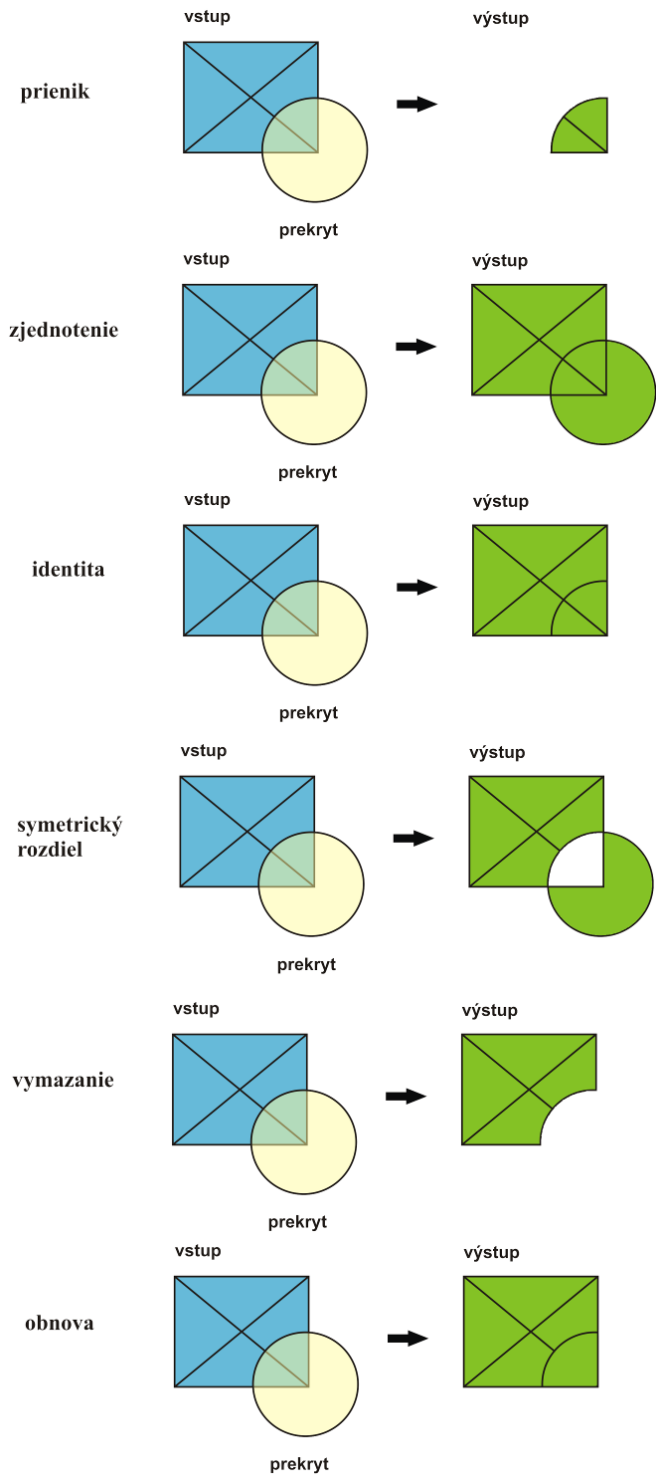 vstup
výstup
prienik
prekryt
vstup
výstup
zjednotenie
prekryt
vstup
výstup
identita
prekryt
vstup
výstup
symetrický
rozdiel
prekryt
vstup
výstup
vymazanie
prekryt
vstup
výstup
obnova
prekryt